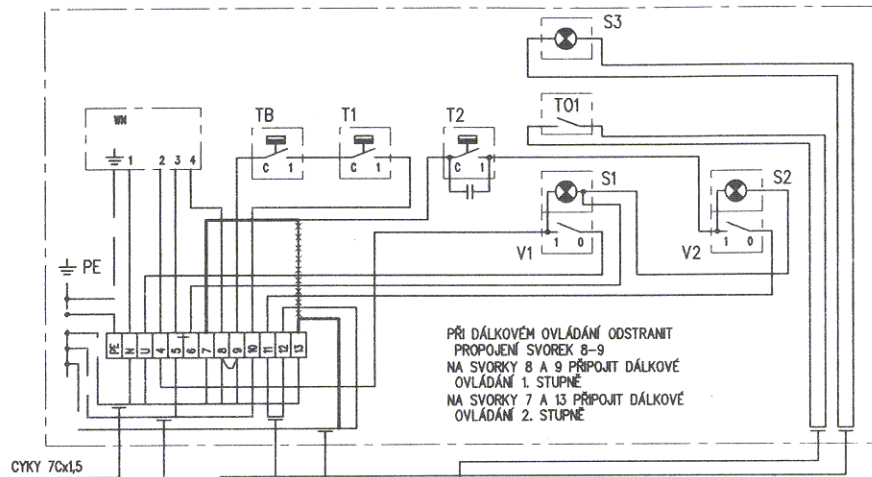 S3
WN
TB
T1
T2
T01
1 2 3 4
C 1
C 1
C 1
S1
S2
PE
1 0
V1
1 0
V2
PE N U 4 5 6 7 8 9 10 11 12 13
PŘI DÁLKOVÉM OVLÁDÁNÍ ODSTRANIT
PROPOJENÍ SVOREK 8-9
NA SVORKY 8 A 9 PŘIPOJIT DÁLKOVÉ
OVLÁDÁNÍ 1. STUPNĚ
NA SVORKY 7 A 13 PŘIPOJIT DÁLKOVÉ
OVLÁDÁNÍ 2. STUPNĚ
CYKY 7Cx1,5